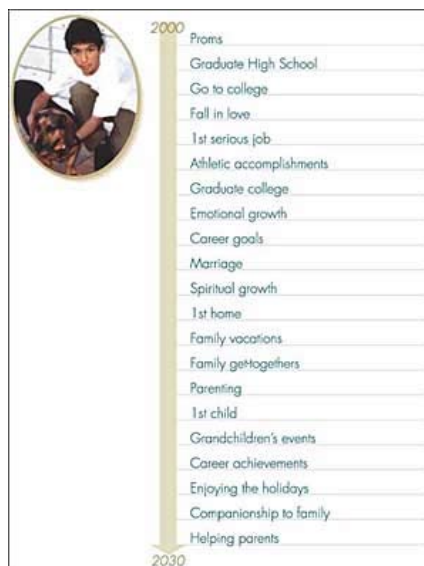 2000
Proms
Graduate High School
Go to college
Fall in love
1st serious job
Athletic accomplishments
Graduate college
Emotional growth
Career goals
Marriage
Spiritual growth
1st home
Family vacations
Family get-togethers
Parenting
1st child
Grandchildren's events
Career achievements
Enjoying the holidays
Companionship to family
Helping parents
2030